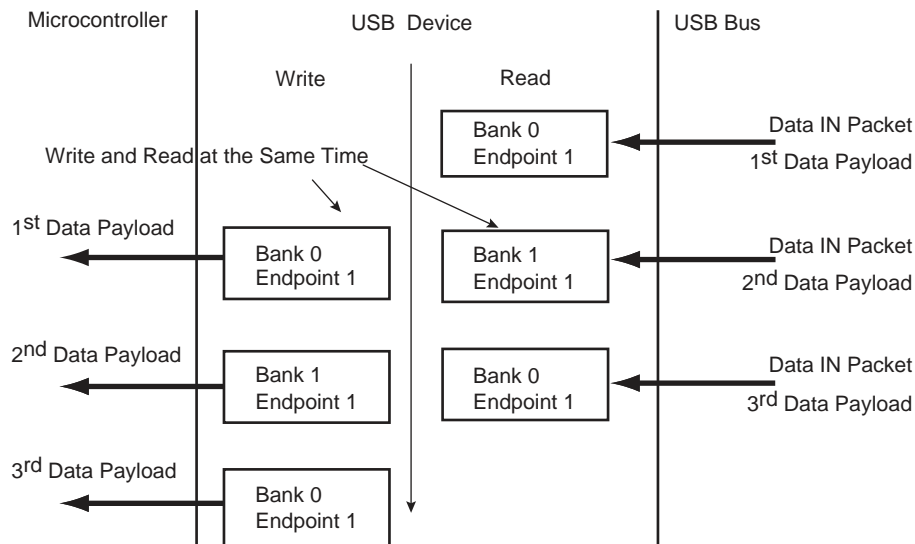 Microcontroller
USB Device
USB Bus
Write
Read
Bank 0
Endpoint 1
Data IN Packet
1st Data Payload
Write and Read at the Same Time
1st Data Payload
Bank 0
Endpoint 1
Bank 1
Endpoint 1
Data IN Packet
2nd Data Payload
2nd Data Payload
Bank 1
Endpoint 1
Bank 0
Endpoint 1
Data IN Packet
3rd Data Payload
3rd Data Payload
Bank 0
Endpoint 1